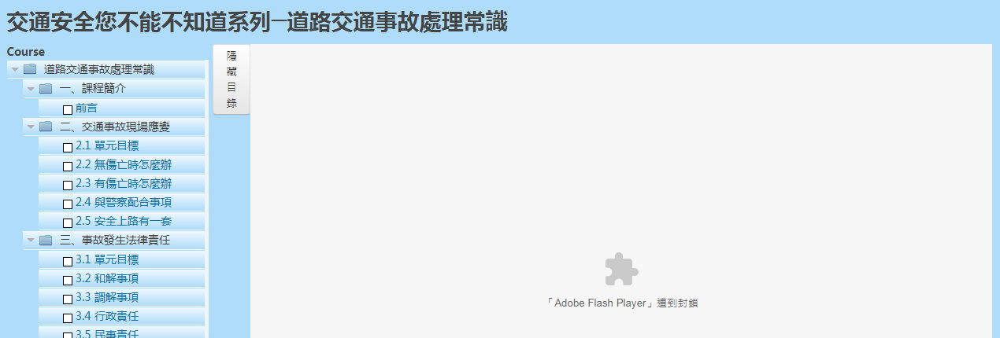 交通安全您不能不知道系列─道路交通事故處理常識
Course
道路交通事故處理常識
一、課程簡介
前言
二、交通事故現場應變
2.1 單元目標
2.2 無傷亡時怎麼辦
2.3 有傷亡時怎麼辦
2.4 與警察配合事項
2.5 安全上路有一套
三、事故發生法律責任
3.1 單元目標
3.2 和解事項
3.3 調解事項
3.4 行政責任
3.5 民事責任
隱
藏
目
錄
「Adobe Flash Player」遭到封鎖